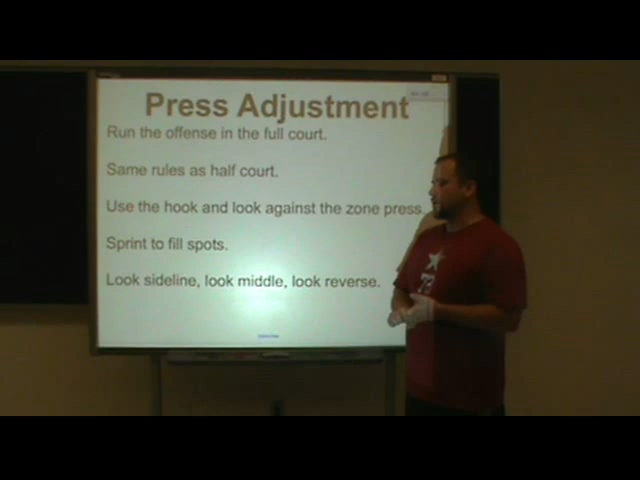 Press Adjustment
Run the offense in the full court.
Same rules as half court.
Use the hook and look against the zone press.
Sprint to fill spots.
Look sideline, look middle, look reverse.